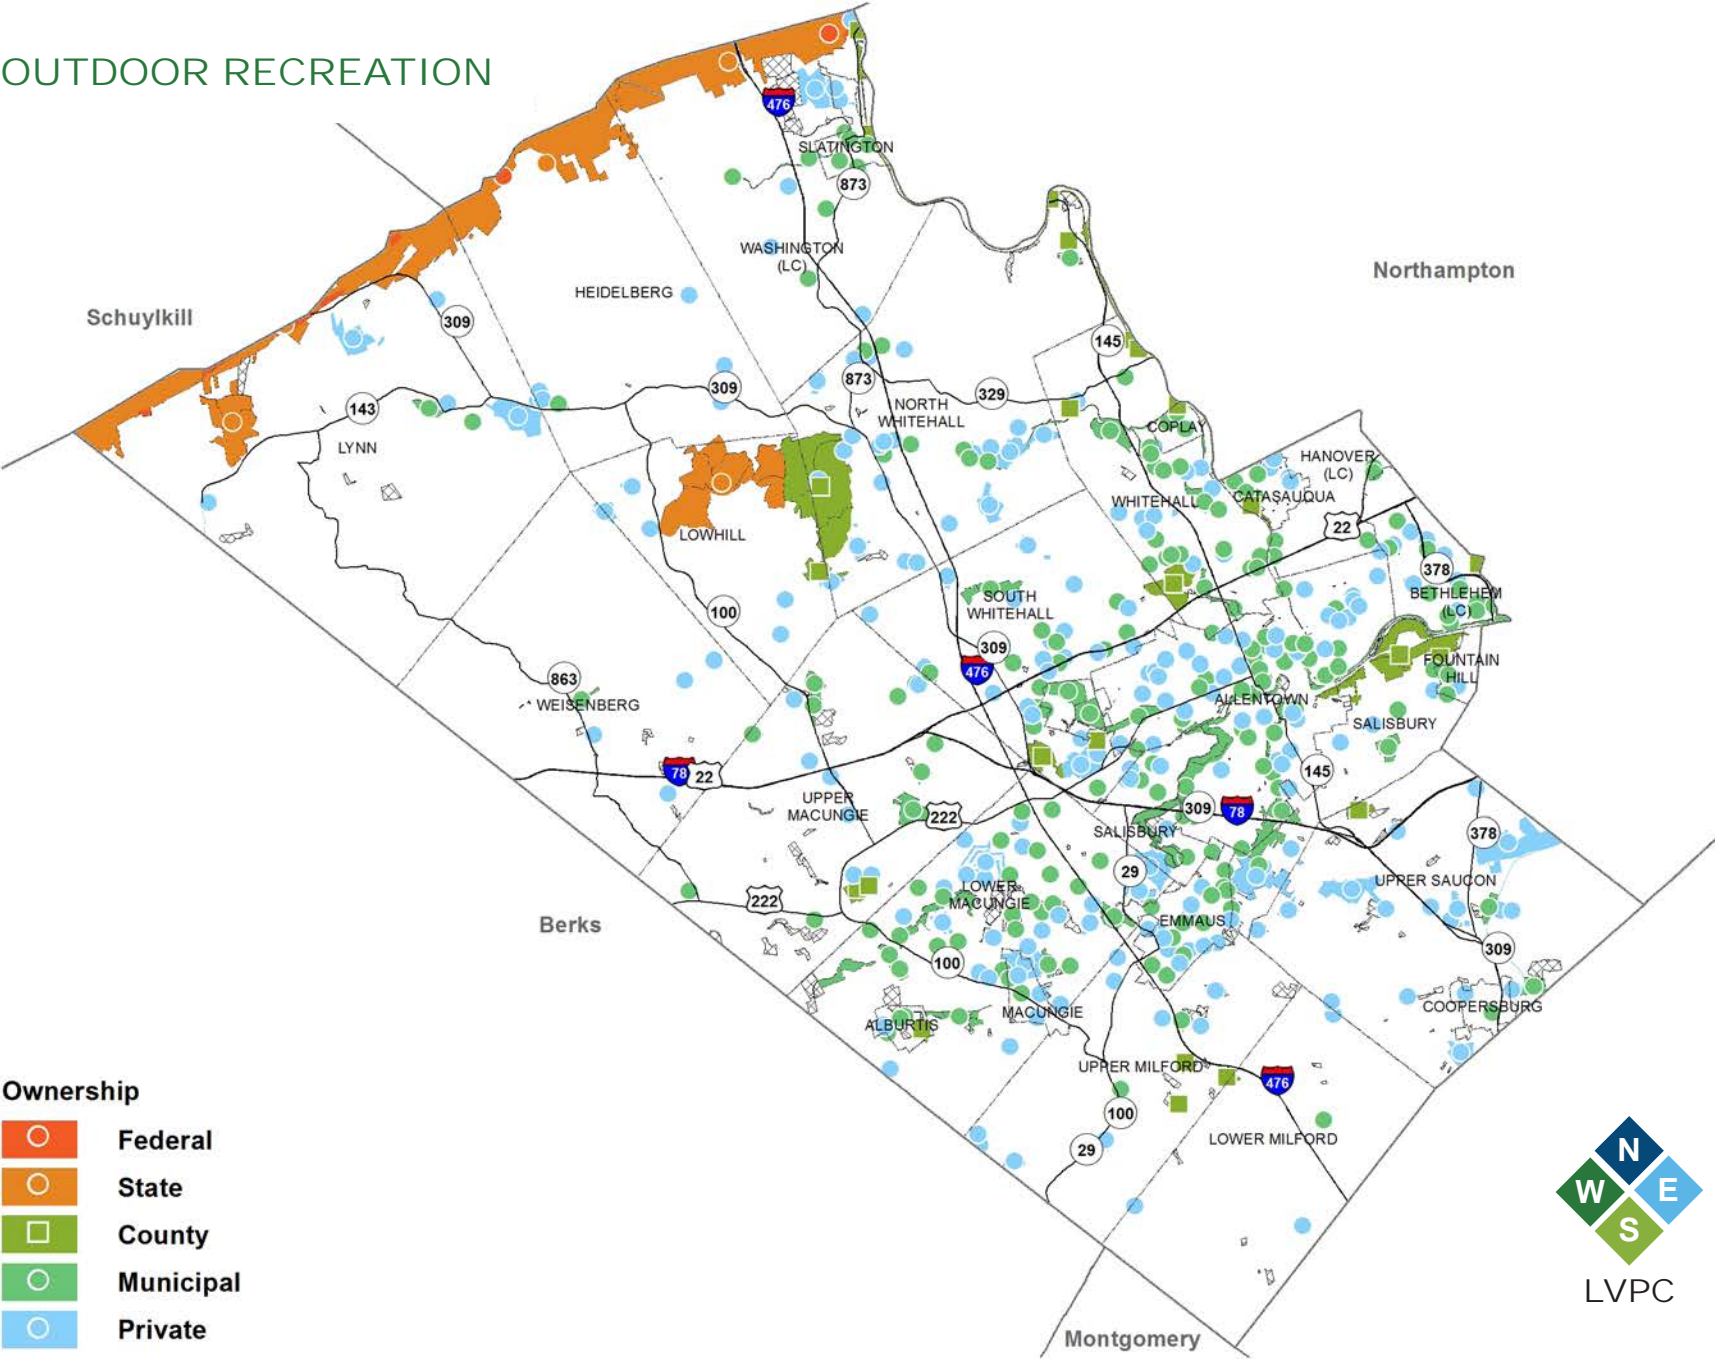 OUTDOOR RECREATION
476
SLATINGTON
873
WASHINGTON
(LC)
Northampton
HEIDELBERG
Schuylkill
309
145
873
309
329
143
NORTH
WHITEHALL
COPLAY
LYNN
HANOVER
(LC)
WHITEHALL
CATASAUQUA
22
LOWHILL
378
BETHLEHEM
(LC)
SOUTH
WHITEHALL
100
309
476
FOUNTAIN
HILL
863
WEISENBERG
ALLENTOWN
SALISBURY
78
22
145
UPPER
MACUNGIE
222
309
78
SALISBURY
378
29
UPPER SAUCON
LOWER
MACUNGIE
222
EMMAUS
Berks
309
100
COOPERSBURG
MACUNGIE
ALBURTIS
UPPER MILFORD
476
100
LOWER MILFORD
29
Ownership
Federal
State
County
Municipal
Private
N
W
E
S
LVPC
Montgomery